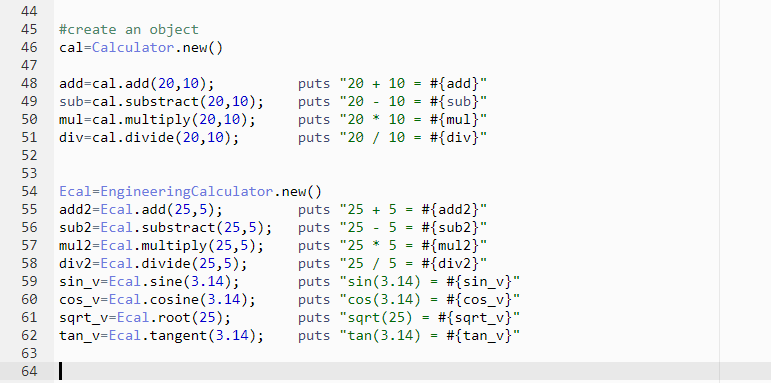 44
45 #create an object
46 cal=Calculator.new()
47
48 add=cal.add(20,10); puts "20 + 10 = #{add}"
49 sub=cal.substract(20,10); puts "20 - 10 = #{sub}"
50 mul=cal.multiply(20,10); puts "20 * 10 = #{mul}"
51 div=cal.divide(20,10); puts "20 / 10 = #{div}"
52
53
54 Ecal=EngineeringCalculator.new()
55 add2=Ecal.add(25,5); puts "25 + 5 = #{add2}"
56 sub2=Ecal.substract(25,5); puts "25 - 5 = #{sub2}"
57 mul2=Ecal.multiply(25,5); puts "25 * 5 = #{mul2}"
58 div2=Ecal.divide(25,5); puts "25 / 5 = #{div2}"
59 sin_v=Ecal.sine(3.14); puts "sin(3.14) = #{sin_v}"
60 cos_v=Ecal.cosine(3.14); puts "cos(3.14) = #{cos_v}"
61 sqrt_v=Ecal.root(25); puts "sqrt(25) = #{sqrt_v}"
62 tan_v=Ecal.tangent(3.14); puts "tan(3.14) = #{tan_v}"
63
64